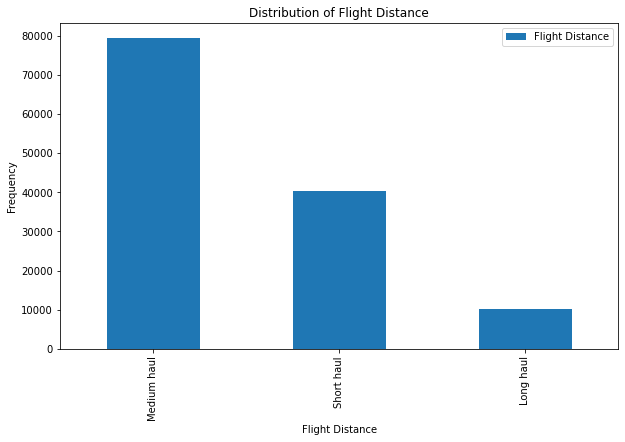 Distribution of Flight Distance
Flight Distance
80000
70000
60000
50000
40000
30000
20000
10000
0
Frequency
Medium haul
Short haul
Long haul
Flight Distance